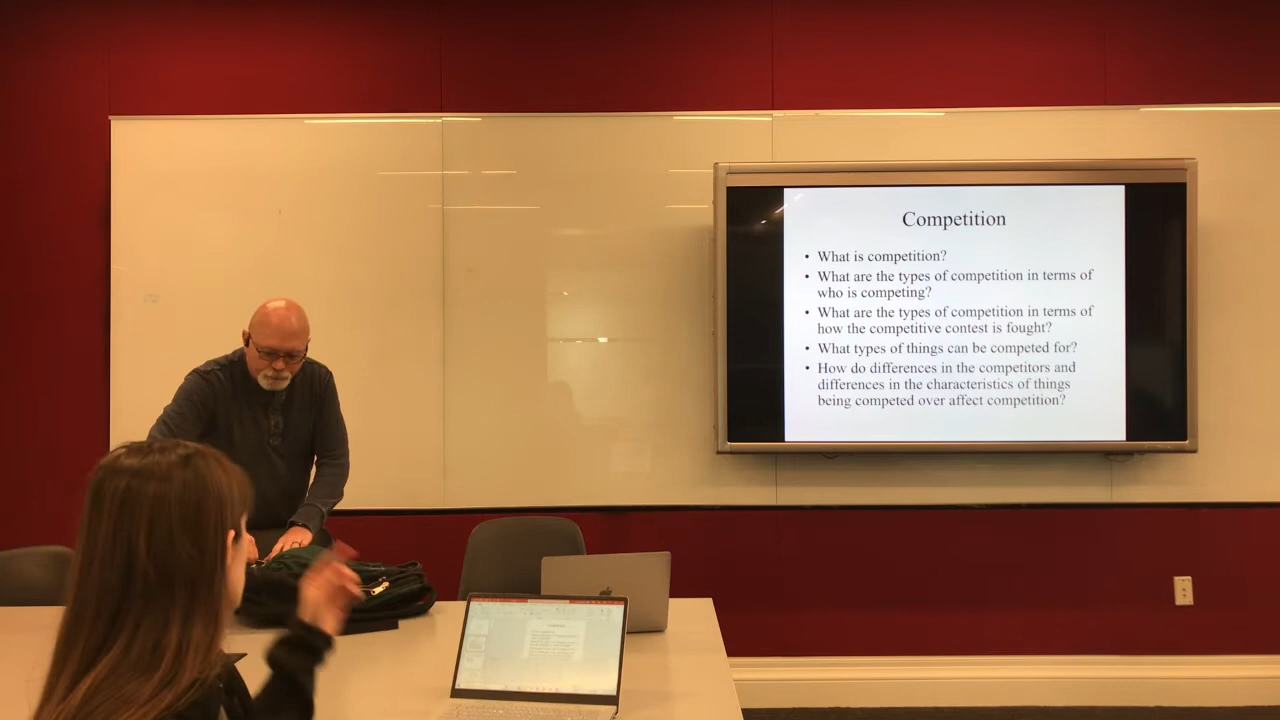 Competition
• What is competition?
• What are the types of competition in terms of
who is competing?
• What are the types of competition in terms of
how the competitive contest is fought?
• What types of things can be competed for?
• How do differences in the competitors and
differences in the characteristics of things
being competed over affect competition?